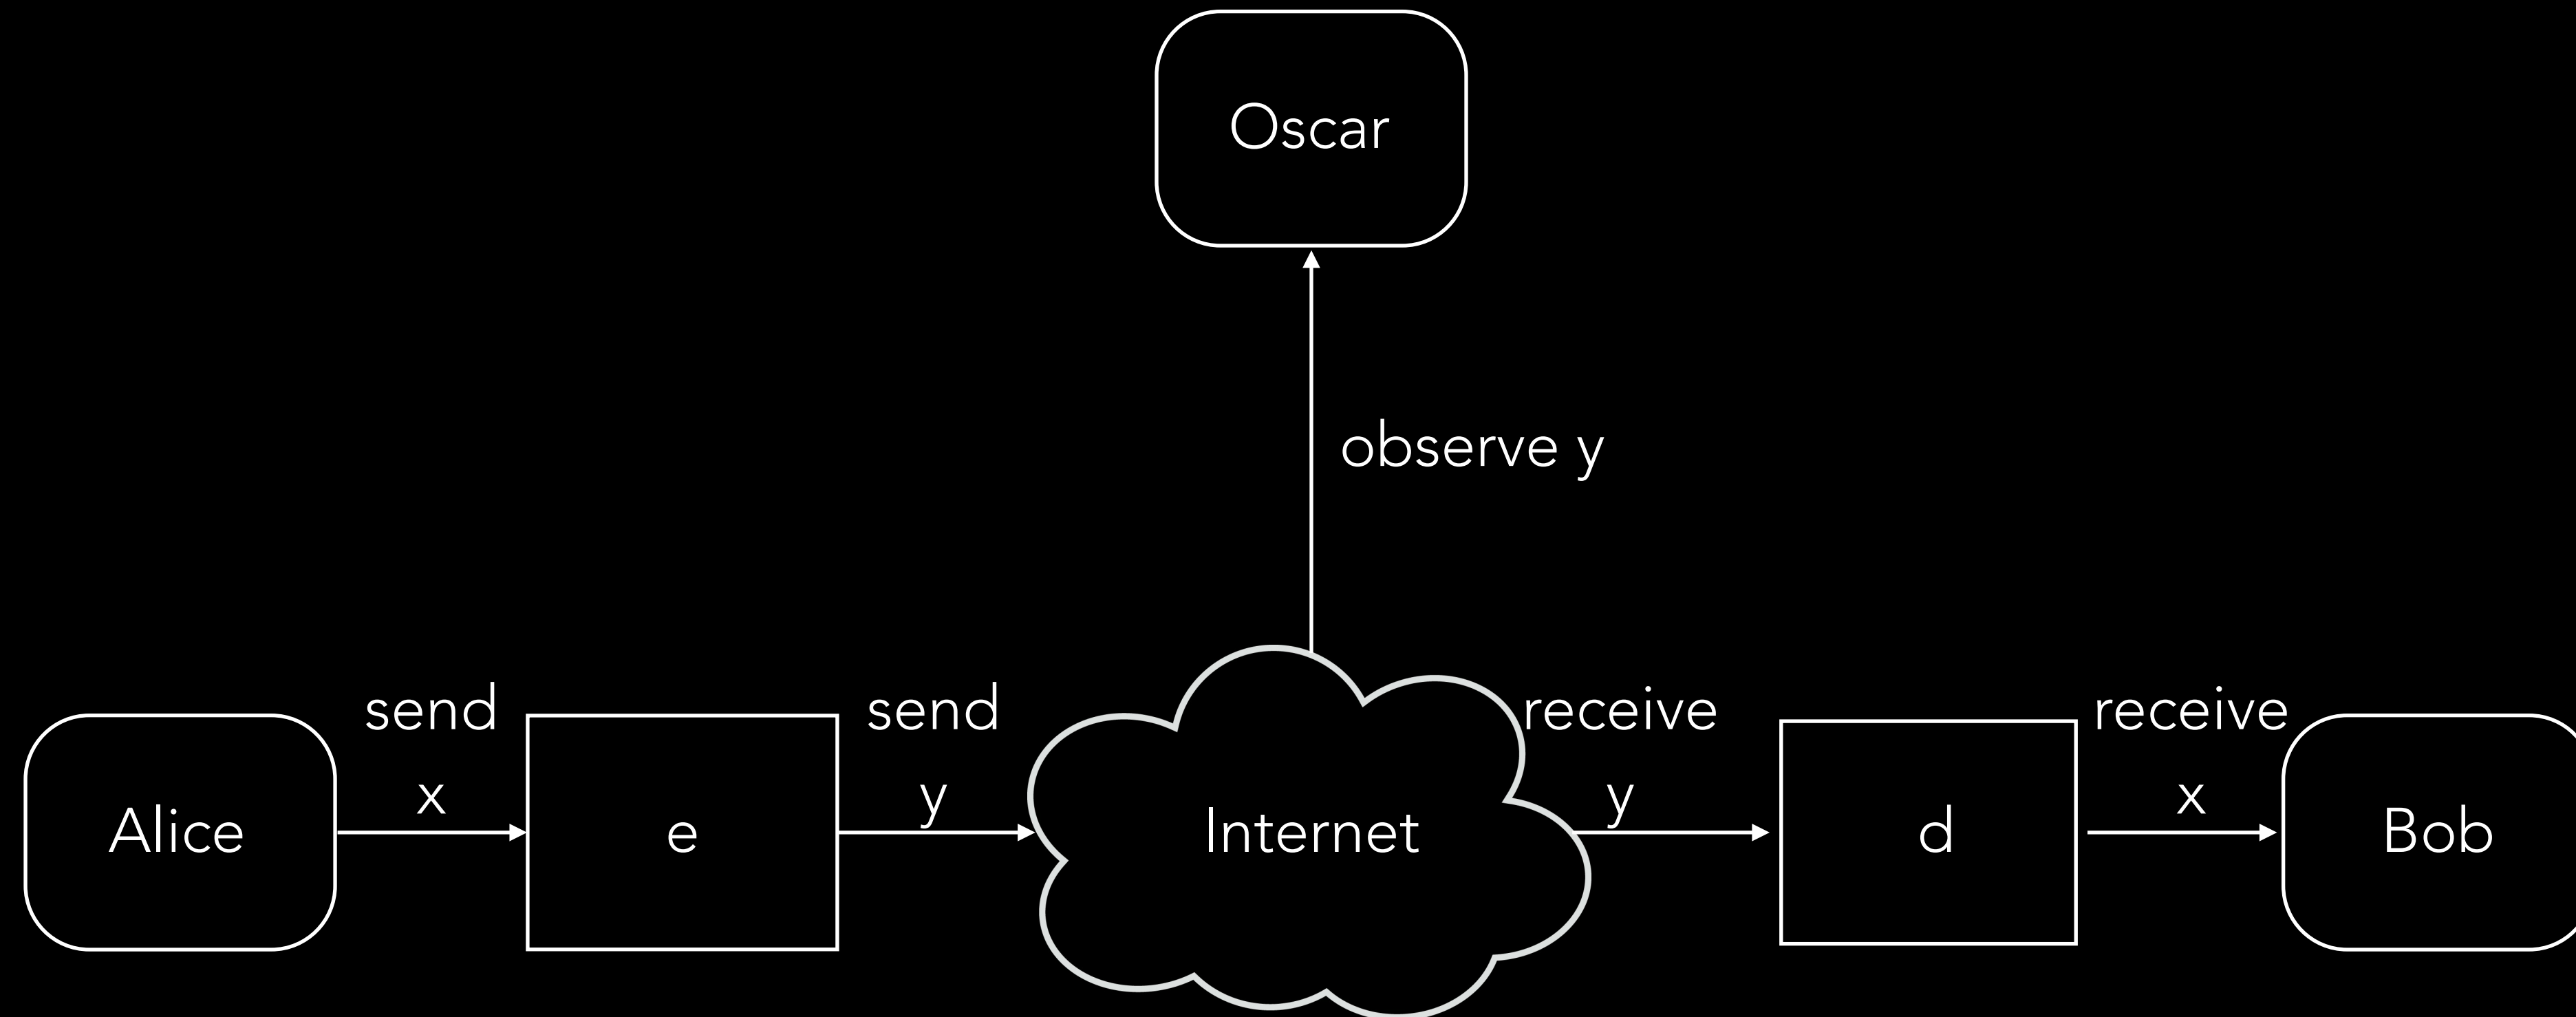 Oscar
observe y
send
x
send
y
receive
y
receive
x
Alice
e
Internet
d
Bob